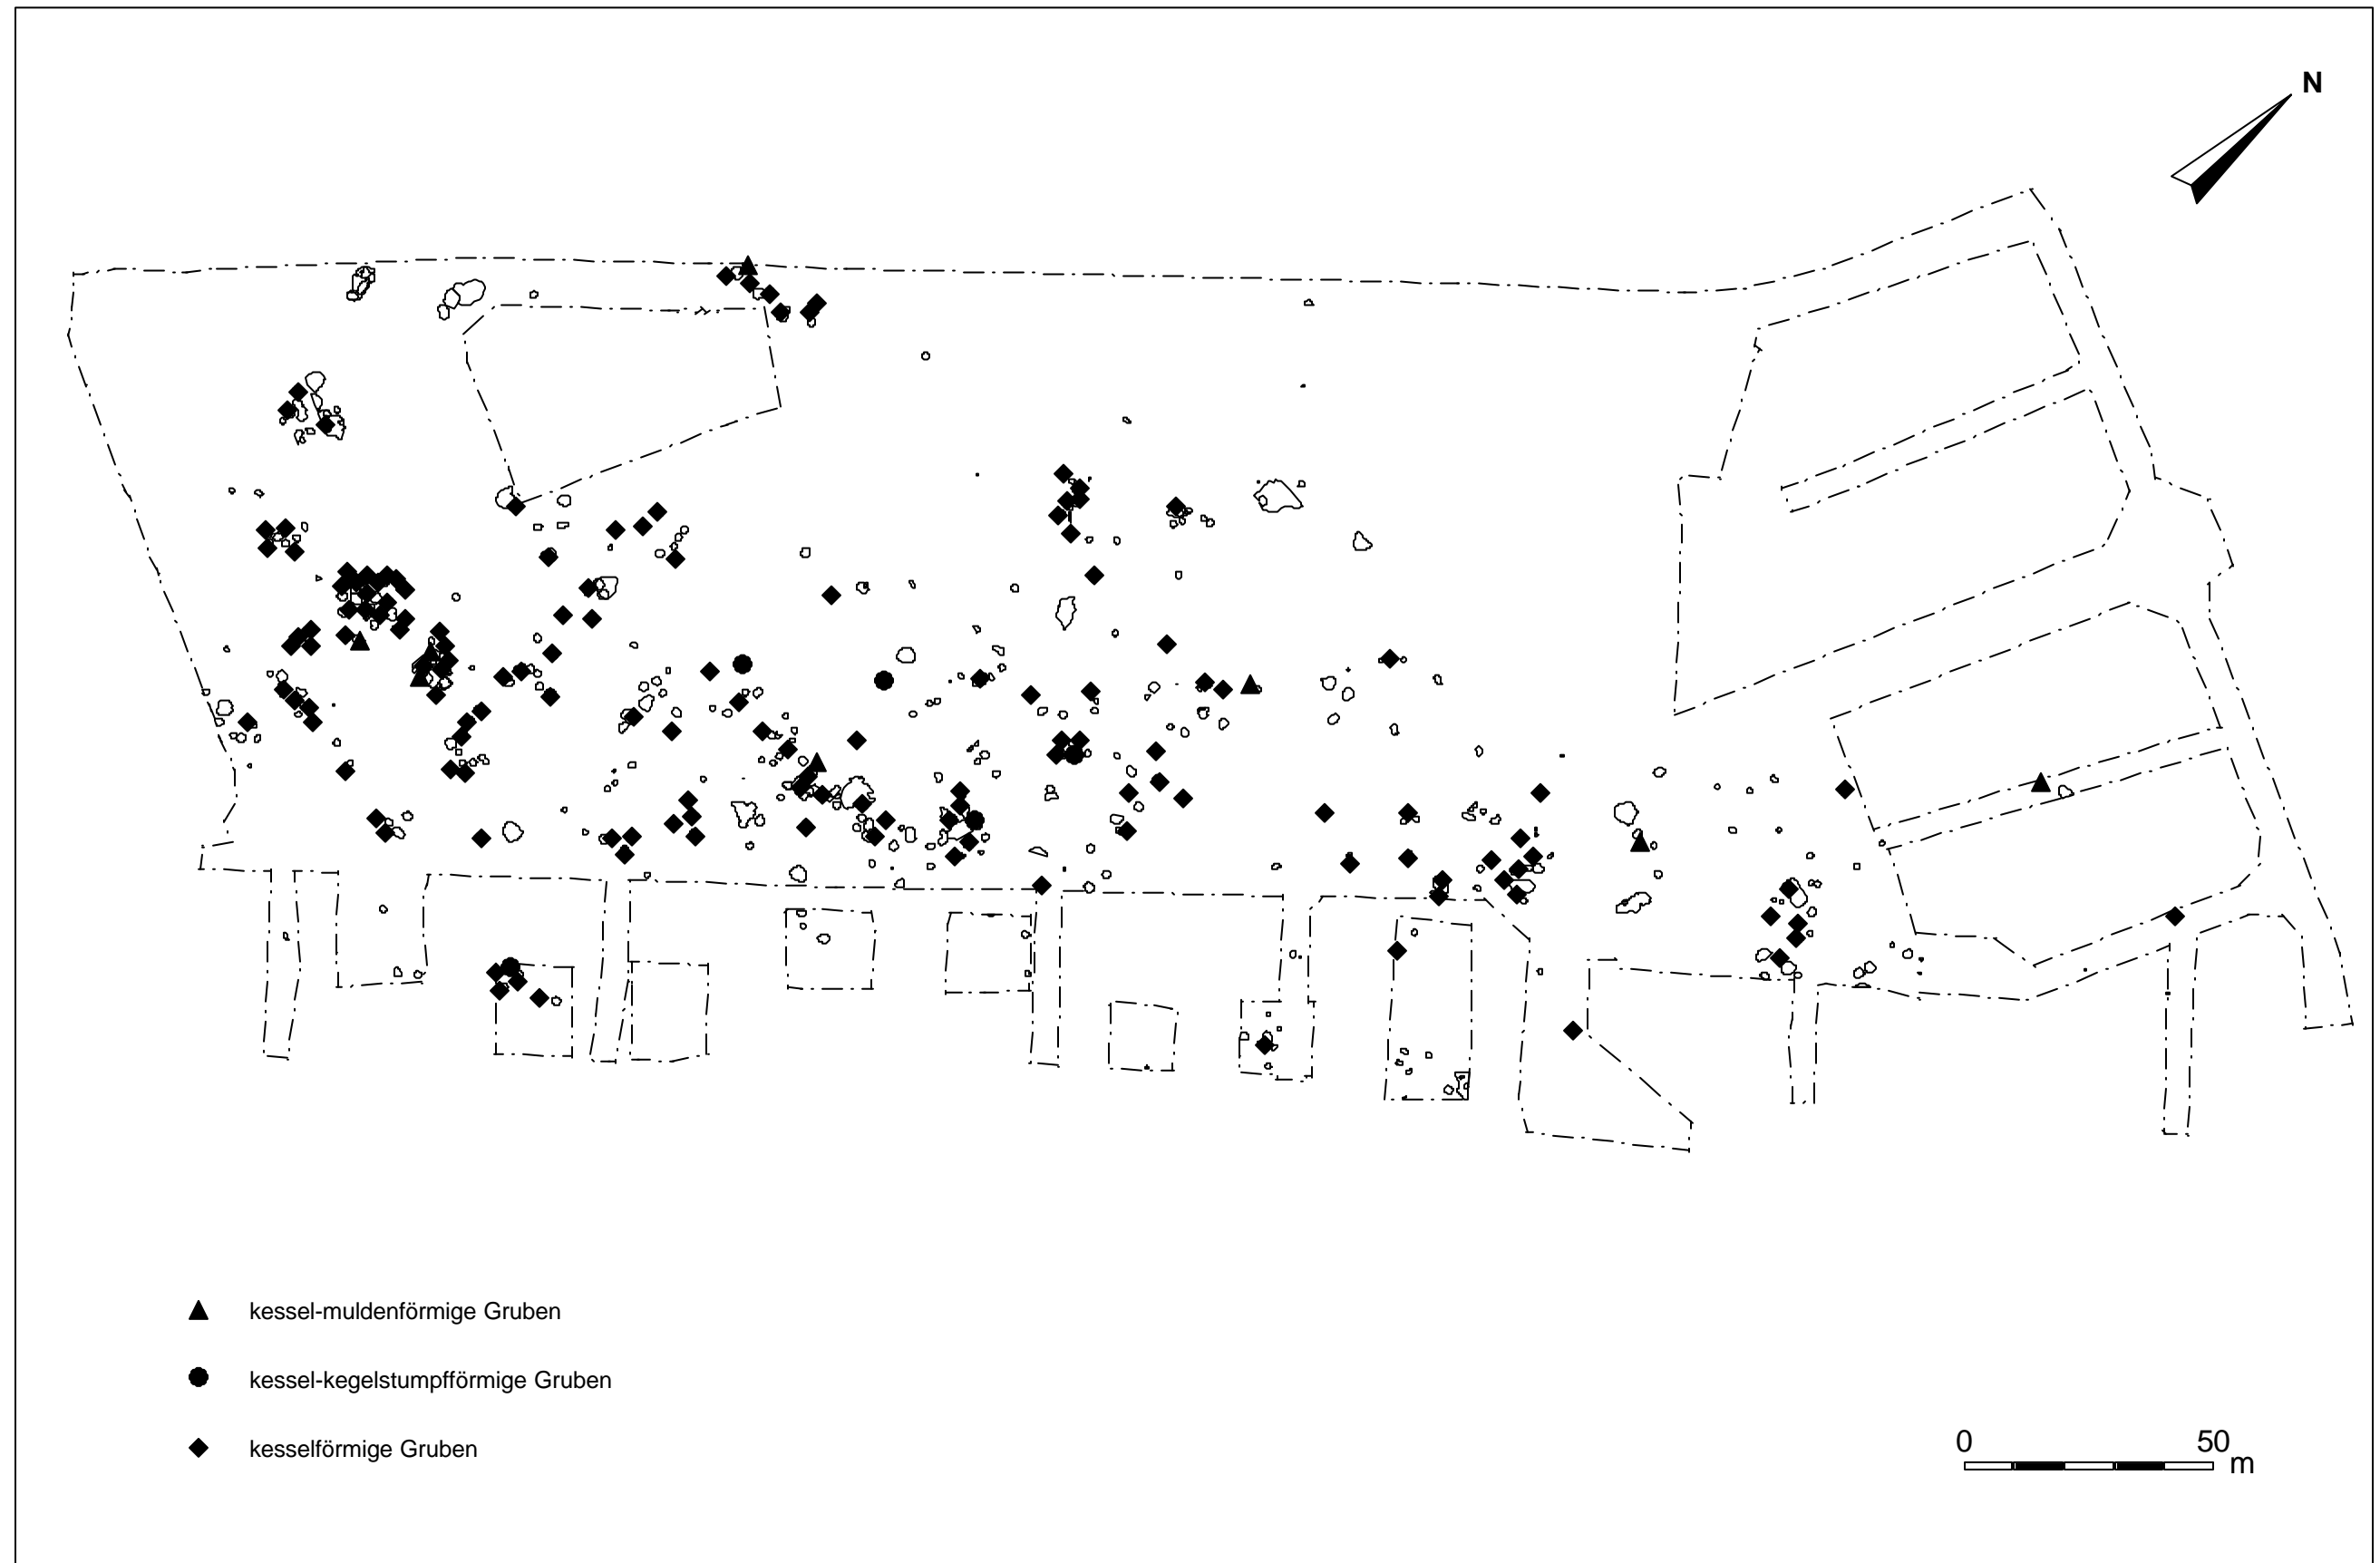 N
kessel-muldenförmige Gruben
kessel-kegelstumpfförmige Gruben
kesselförmige Gruben
0 50
m